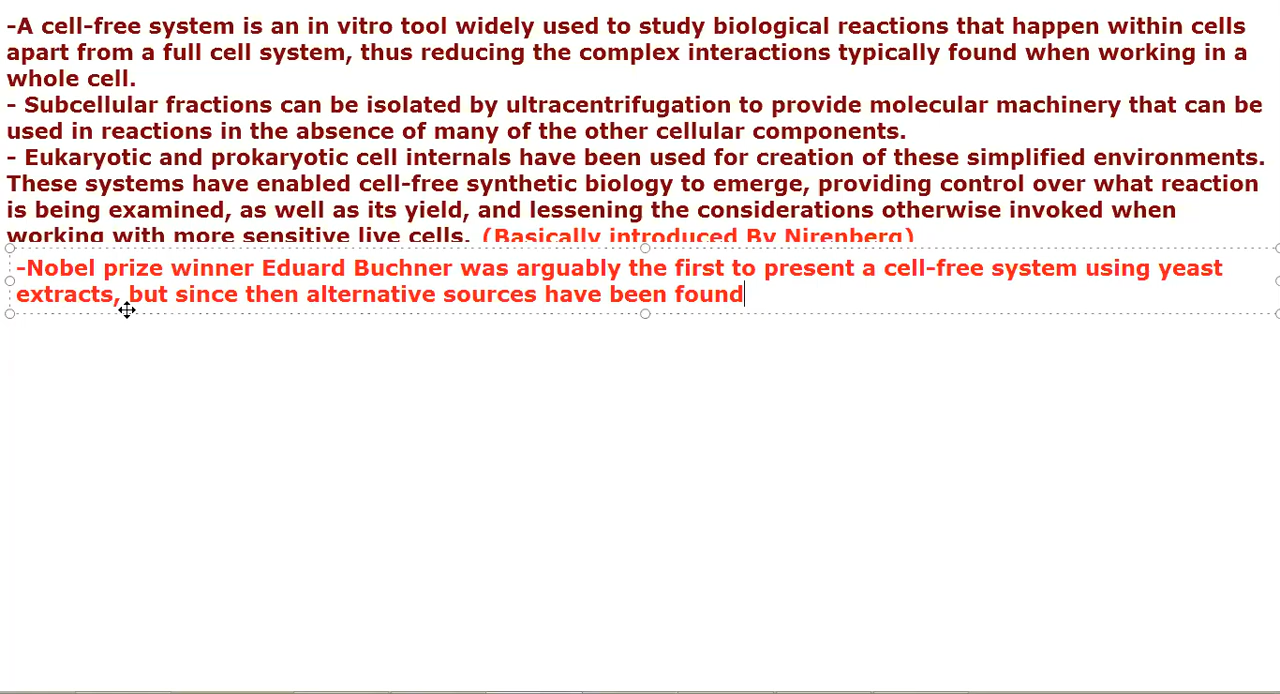 -A cell-free system is an in vitro tool widely used to study biological reactions that happen within cells
apart from a full cell system, thus reducing the complex interactions typically found when working in a
whole cell.
- Subcellular fractions can be isolated by ultracentrifugation to provide molecular machinery that can be
used in reactions in the absence of many of the other cellular components.
- Eukaryotic and prokaryotic cell internals have been used for creation of these simplified environments.
These systems have enabled cell-free synthetic biology to emerge, providing control over what reaction
is being examined, as well as its yield, and lessening the considerations otherwise invoked when
working with more sensitive live cells. (Basically introduced By Nirenberg)
-Nobel prize winner Eduard Buchner was arguably the first to present a cell-free system using yeast
extracts, but since then alternative sources have been found